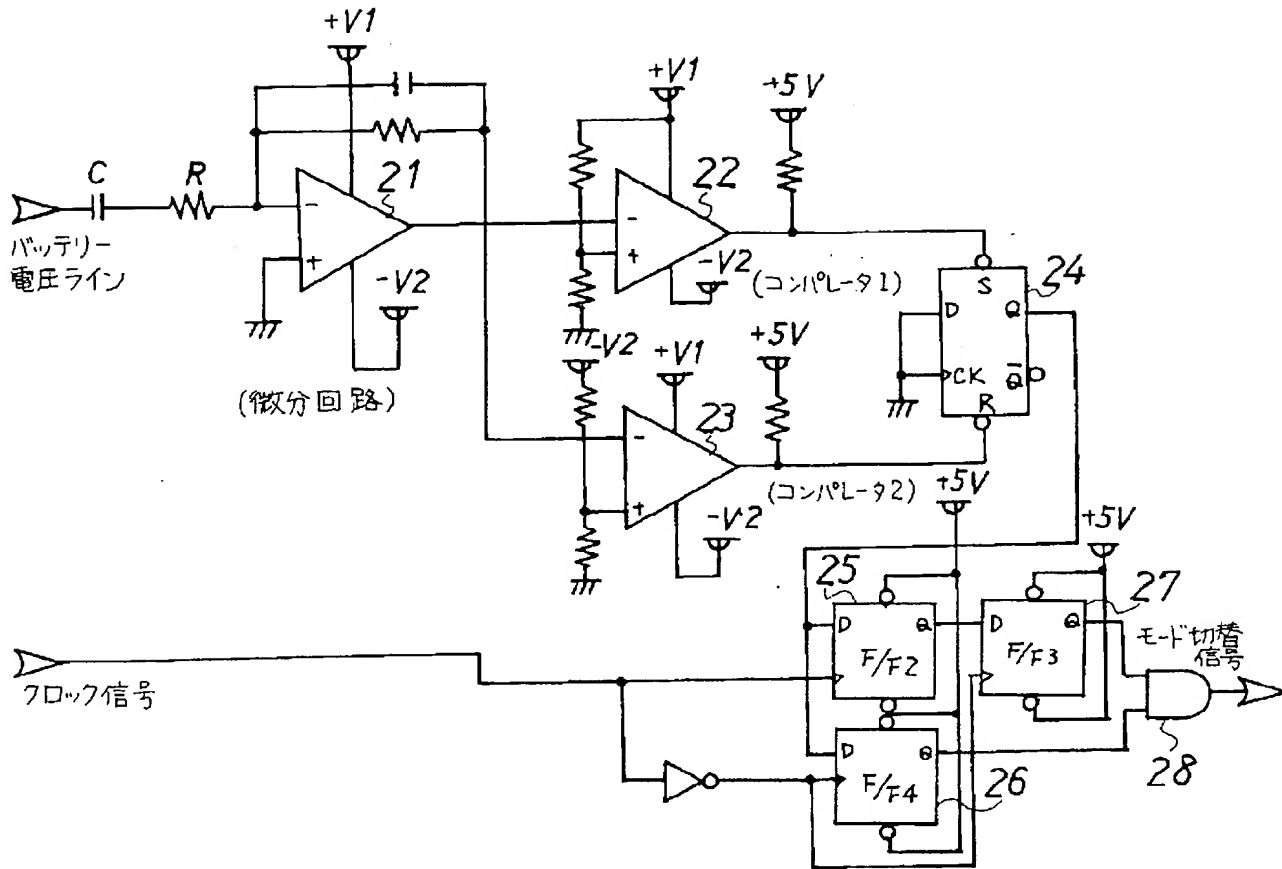 +V1
+V1
+5V
C
R
-
+
21
バッテリー
電圧ライン
-V2
(微分回路)
-
+
22
-V2
(コンパレータ1)
24
S
D
Q
CK
Q̅
R
-V2
+V1
+5V
23
-
+
(コンパレータ2)
-V2
+5V
+5V
25
D
Q
F/F2
27
D
Q
F/F3
モード切替
信号
クロック信号
D
Q
F/F4
26
28